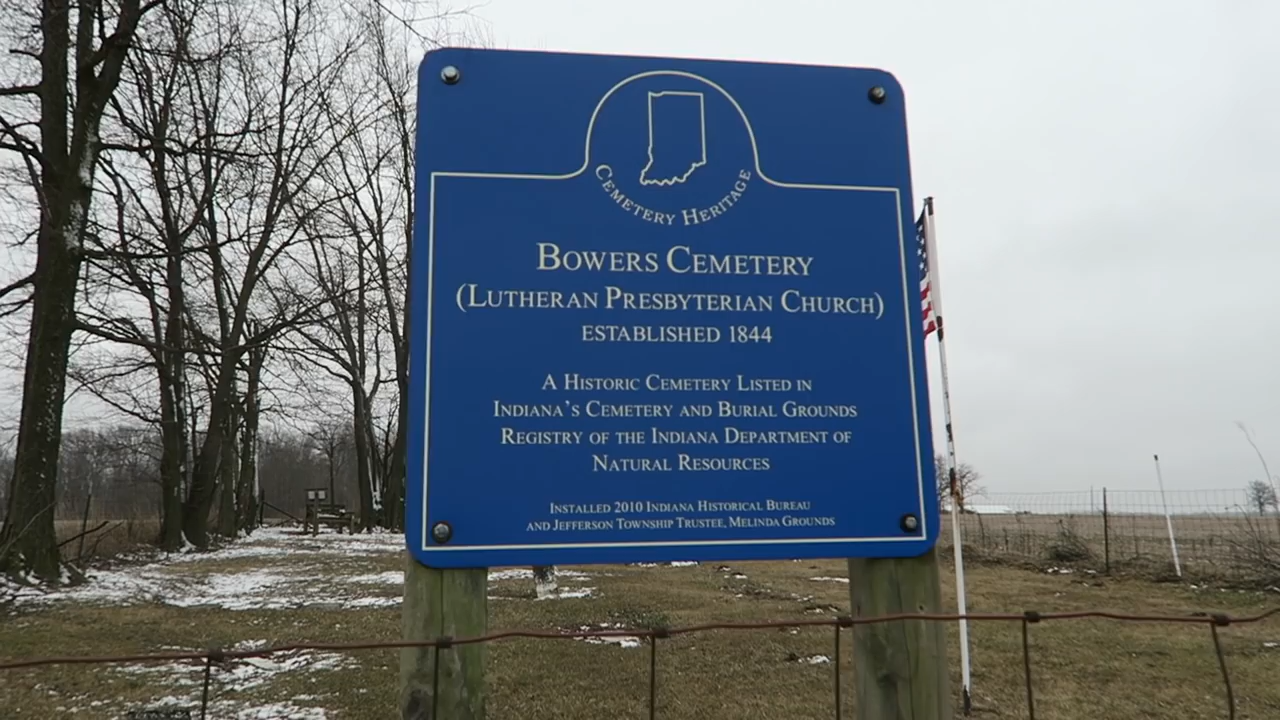 CEMETERY HERITAGE
BOWERS CEMETERY
(LUTHERAN PRESBYTERIAN CHURCH)
ESTABLISHED 1844
A HISTORIC CEMETERY LISTED IN
INDIANA'S CEMETERY AND BURIAL GROUNDS
REGISTRY OF THE INDIANA DEPARTMENT OF
NATURAL RESOURCES
INSTALLED 2010 INDIANA HISTORICAL BUREAU
AND JEFFERSON TOWNSHIP TRUSTEE, MELINDA GROUNDS